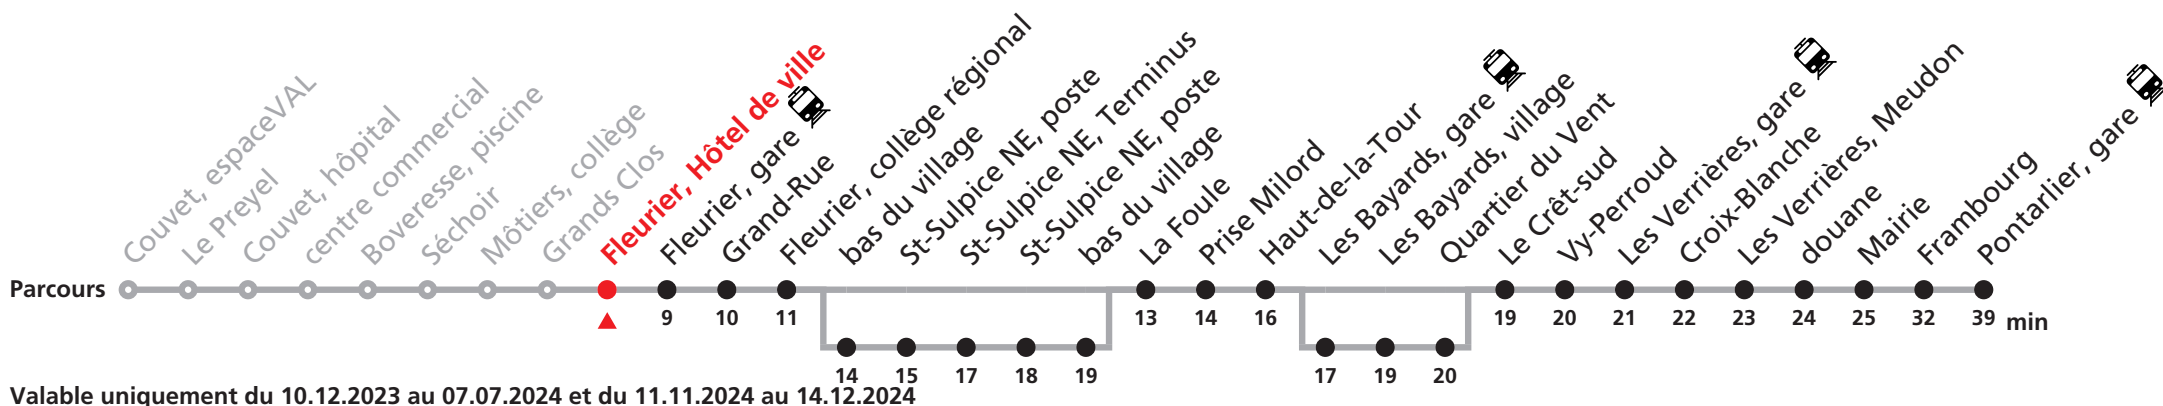 Couvet, espaceVAL
Le Preyel
Couvet, hôpital
centre commercial
Boveresse, piscine
Séchoir
Môtiers, collège
Grands Clos
Fleurier, Hôtel de ville
Fleurier, gare
Grand-Rue
Fleurier, collège régional
bas du village
St-Sulpice NE, poste
St-Sulpice NE, Terminus
St-Sulpice NE, poste
bas du village
La Foule
Prise Milord
Haut-de-la-Tour
Les Bayards, gare
Les Bayards, village
Quartier du Vent
Le Crêt-sud
Vy-Perroud
Les Verrières, gare
Croix-Blanche
Les Verrières, Meudon
douane
Mairie
Frambourg
Pontarlier, gare
Parcours
9 10 11 13 14 16 19 20 21 22 23 24 25 32 39 min
14 15 17 18 19 17 19 20
Valable uniquement du 10.12.2023 au 07.07.2024 et du 11.11.2024 au 14.12.2024